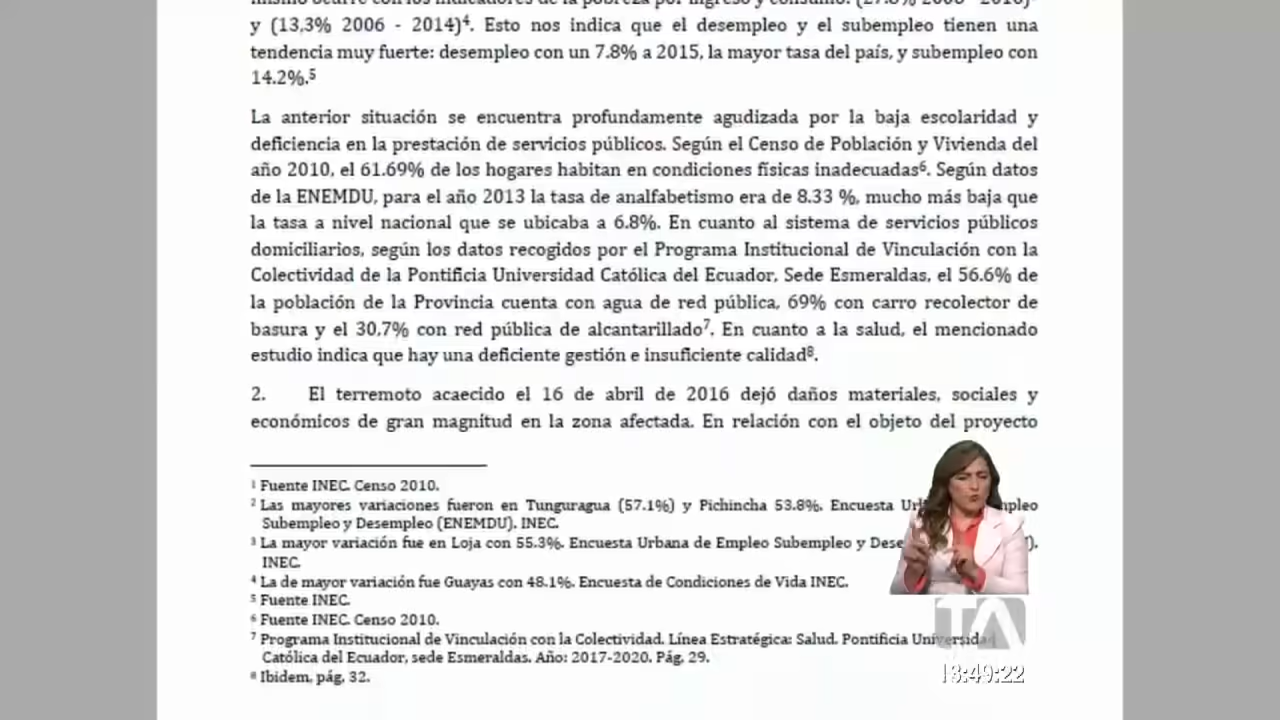 y (13,3% 2006 - 2014)⁴. Esto nos indica que el desempleo y el subempleo tienen una
tendencia muy fuerte: desempleo con un 7.8% a 2015, la mayor tasa del país, y subempleo con
14.2%.⁵
La anterior situación se encuentra profundamente agudizada por la baja escolaridad y
deficiencia en la prestación de servicios públicos. Según el Censo de Población y Vivienda del
año 2010, el 61.69% de los hogares habitan en condiciones físicas inadecuadas⁶. Según datos
de la ENEMDU, para el año 2013 la tasa de analfabetismo era de 8.33 %, mucho más baja que
la tasa a nivel nacional que se ubicaba a 6.8%. En cuanto al sistema de servicios públicos
domiciliarios, según los datos recogidos por el Programa Institucional de Vinculación con la
Colectividad de la Pontificia Universidad Católica del Ecuador, Sede Esmeraldas, el 56.6% de
la población de la Provincia cuenta con agua de red pública, 69% con carro recolector de
basura y el 30,7% con red pública de alcantarillado⁷. En cuanto a la salud, el mencionado
estudio indica que hay una deficiente gestión e insuficiente calidad⁸.
2. El terremoto acaecido el 16 de abril de 2016 dejó daños materiales, sociales y
económicos de gran magnitud en la zona afectada. En relación con el objeto del proyecto
¹ Fuente INEC. Censo 2010.
² Las mayores variaciones fueron en Tunguragua (57.1%) y Pichincha 53.8%. Encuesta
Subempleo y Desempleo (ENEMDU). INEC.
³ La mayor variación fue en Loja con 55.3%. Encuesta Urbana de Empleo Subempleo y
INEC.
⁴ La de mayor variación fue Guayas con 48.1%. Encuesta de Condiciones de Vida INEC.
⁵ Fuente INEC.
⁶ Fuente INEC. Censo 2010.
⁷ Programa Institucional de Vinculación con la Colectividad. Línea Estratégica: Salud. Pontificia Universidad
Católica del Ecuador, sede Esmeraldas. Año: 2017-2020. Pág. 29.
⁸ Ibidem, pág. 32.
TA
13:49:22